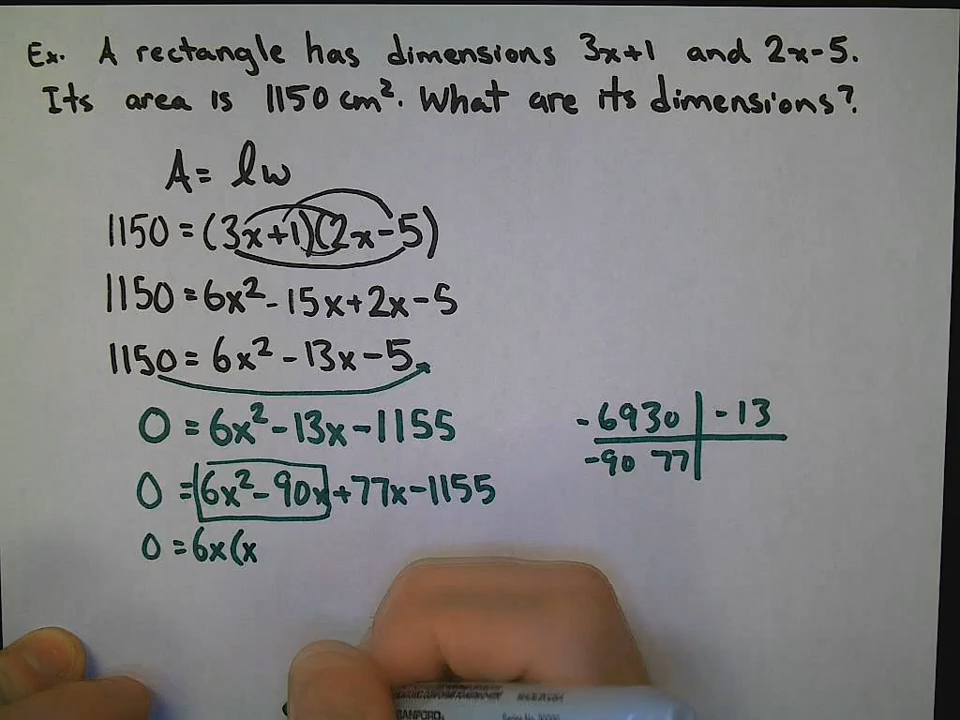 Ex. A rectangle has dimensions 3x+1 and 2x-5.
Its area is 1150 cm². What are its dimensions?
A = lw
1150 = (3x+1)(2x-5)
1150 = 6x² - 15x + 2x - 5
1150 = 6x² - 13x - 5
0 = 6x² - 13x - 1155
-6930 | -13
-90 77
0 = 6x² - 90x + 77x - 1155
0 = 6x(x
SANFORD